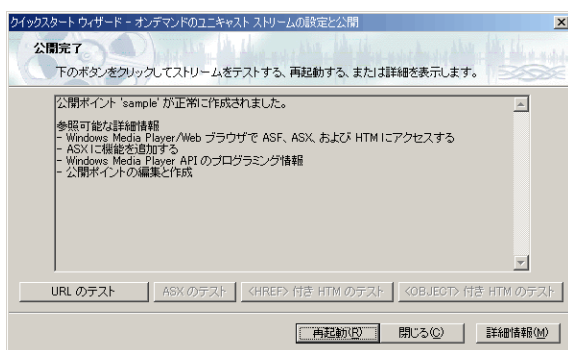 クイックスタート ウィザード - オンデマンドのユニキャスト ストリームの設定と公開
公開完了
下のボタンをクリックしてストリームをテストする、再起動する、または詳細を表示します。
公開ポイント 'sample' が正常に作成されました。
参照可能な詳細情報
- Windows Media Player/Web ブラウザで ASF、ASX、および HTM にアクセスする
- ASX に機能を追加する
- Windows Media Player API のプログラミング情報
- 公開ポイントの編集と作成
URL のテスト
ASX のテスト
<HREF> 付き HTM のテスト
<OBJECT> 付き HTM のテスト
再起動(R)
閉じる(C)
詳細情報(M)